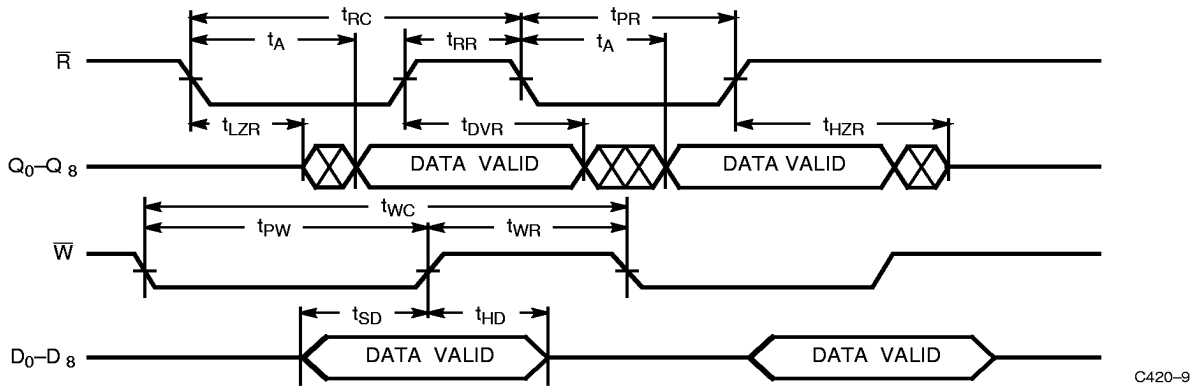 tRC tPR
tA tRR tA
R̅
tLZR tDVR tHZR
Q0–Q8 DATA VALID DATA VALID
tWC
tPW tWR
W̅
tSD tHD
D0–D8 DATA VALID DATA VALID
C420–9